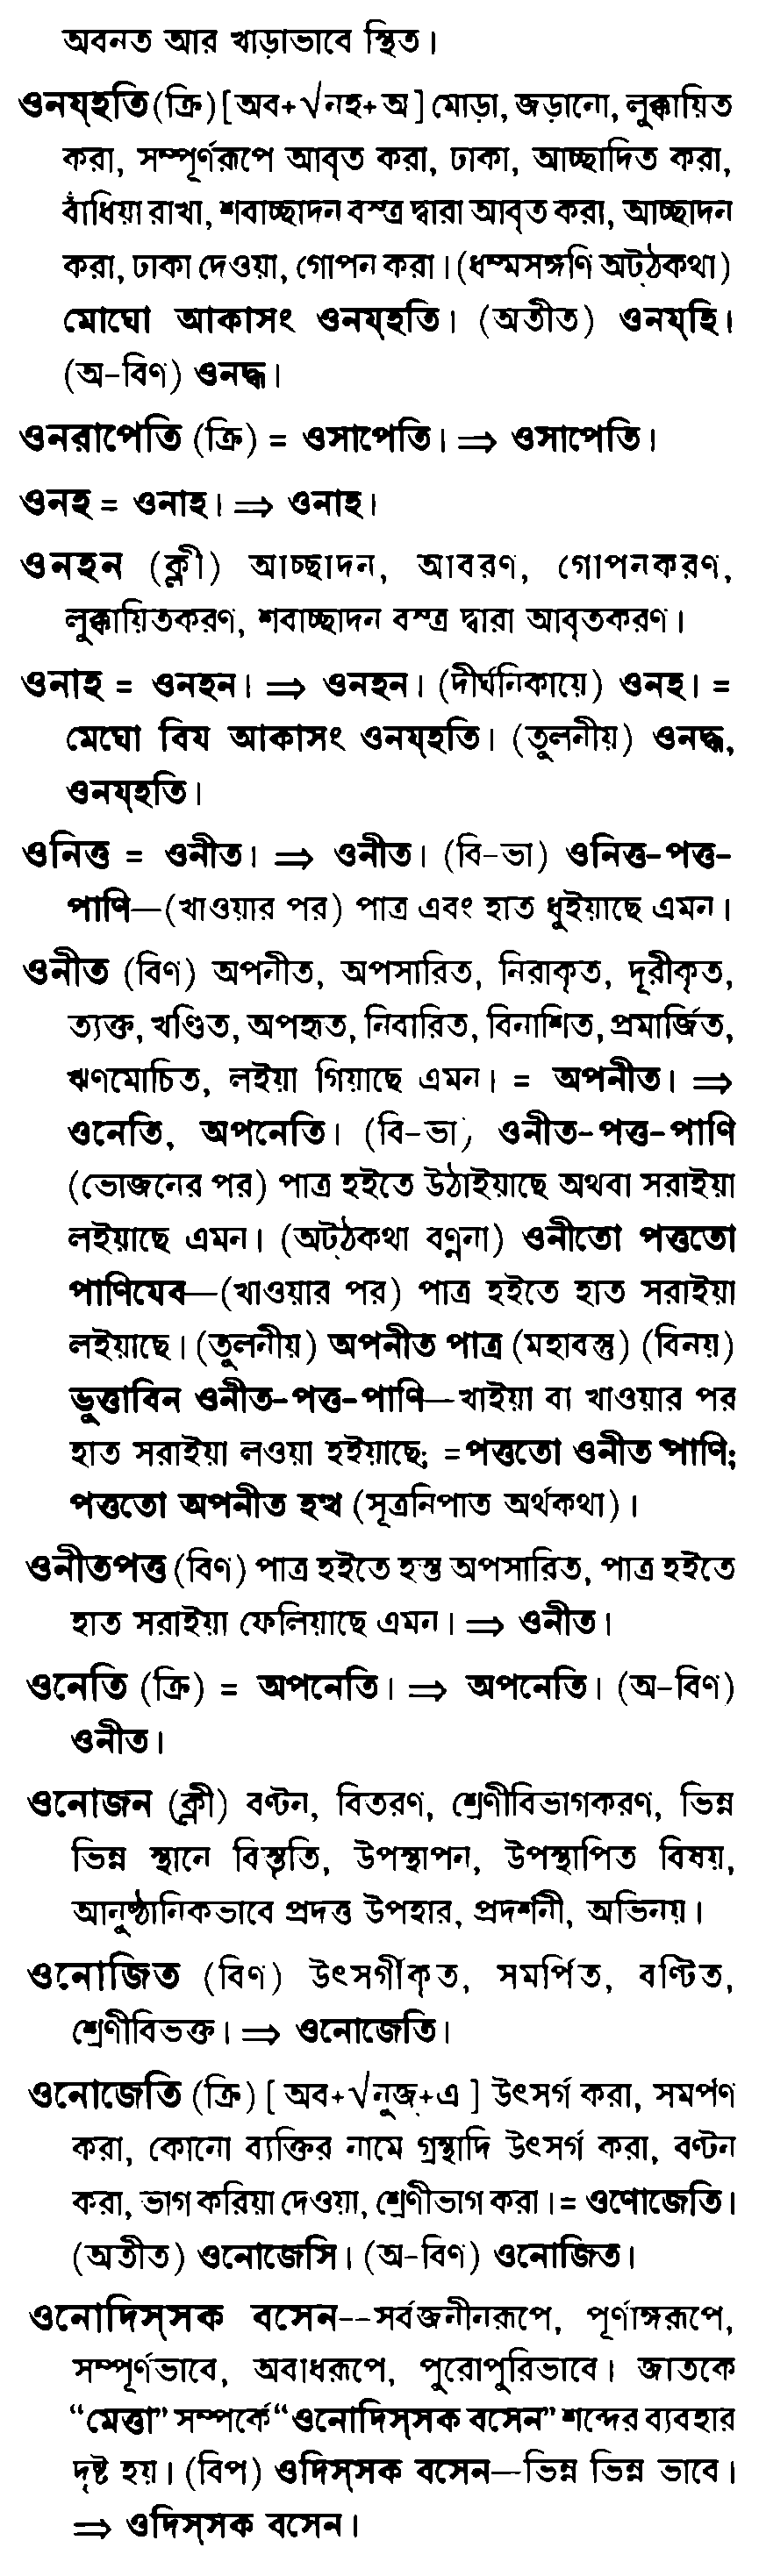 অবনত আর খাড়াভাবে স্থিত।
ওনয্হতি (ক্রি) [ অব+√নহ+অ ] মোড়া, জড়ানো, লুক্কায়িত
করা, সম্পূর্ণরূপে আবৃত করা, ঢাকা, আচ্ছাদিত করা,
বাঁধিয়া রাখা, শবাচ্ছাদন বস্ত্র দ্বারা আবৃত করা, আচ্ছাদন
করা, ঢাকা দেওয়া, গোপন করা। (ধম্মসঙ্গণি অট্ঠকথা)
মোঘো আকাসং ওনয্হতি। (অতীত) ওনয্হি।
(অ-বিণ) ওনদ্ধ।
ওনরাপেতি (ক্রি) = ওসাপেতি। ⇒ ওসাপেতি।
ওনহ = ওনাহ। ⇒ ওনাহ।
ওনহন (ক্লী) আচ্ছাদন, আবরণ, গোপনকরণ,
লুক্কায়িতকরণ, শবাচ্ছাদন বস্ত্র দ্বারা আবৃতকরণ।
ওনাহ = ওনহন। ⇒ ওনহন। (দীর্ঘনিকায়ে) ওনহ। =
মেঘো বিয আকাসং ওনয্হতি। (তুলনীয়) ওনদ্ধ,
ওনয্হতি।
ওনিত্ত = ওনীত। ⇒ ওনীত। (বি-ভা) ওনিত্ত-পত্ত-
পাণি—(খাওয়ার পর) পাত্র এবং হাত ধুইয়াছে এমন।
ওনীত (বিণ) অপনীত, অপসারিত, নিরাকৃত, দূরীকৃত,
ত্যক্ত, খণ্ডিত, অপহৃত, নিবারিত, বিনাশিত, প্রমার্জিত,
ঋণমোচিত, লইয়া গিয়াছে এমন। = অপনীত। ⇒
ওনেতি, অপনেতি। (বি-ভা) ওনীত-পত্ত-পাণি
(ভোজনের পর) পাত্র হইতে উঠাইয়াছে অথবা সরাইয়া
লইয়াছে এমন। (অট্ঠকথা বণ্ণনা) ওনীতো পত্ততো
পাণিযেব—(খাওয়ার পর) পাত্র হইতে হাত সরাইয়া
লইয়াছে। (তুলনীয়) অপনীত পাত্র (মহাবস্তু) (বিনয়)
ভুত্তাবিন ওনীত-পত্ত-পাণি—খাইয়া বা খাওয়ার পর
হাত সরাইয়া লওয়া হইয়াছে; =পত্ততো ওনীত পাণি;
পত্ততো অপনীত হত্থ (সূত্রনিপাত অর্থকথা)।
ওনীতপত্ত (বিণ) পাত্র হইতে হস্ত অপসারিত, পাত্র হইতে
হাত সরাইয়া ফেলিয়াছে এমন। ⇒ ওনীত।
ওনেতি (ক্রি) = অপনেতি। ⇒ অপনেতি। (অ-বিণ)
ওনীত।
ওনোজন (ক্লী) বণ্টন, বিতরণ, শ্রেণীবিভাগকরণ, ভিন্ন
ভিন্ন স্থানে বিস্তৃতি, উপস্থাপন, উপস্থাপিত বিষয়,
আনুষ্ঠানিকভাবে প্রদত্ত উপহার, প্রদর্শনী, অভিনয়।
ওনোজিত (বিণ) উৎসর্গীকৃত, সমর্পিত, বণ্টিত,
শ্রেণীবিভক্ত। ⇒ ওনোজেতি।
ওনোজেতি (ক্রি) [ অব+√নুজ্+এ ] উৎসর্গ করা, সমর্পণ
করা, কোনো ব্যক্তির নামে গ্রন্থাদি উৎসর্গ করা, বণ্টন
করা, ভাগ করিয়া দেওয়া, শ্রেণীভাগ করা। = ওণোজেতি।
(অতীত) ওনোজেসি। (অ-বিণ) ওনোজিত।
ওনোদিস্সক বসেন--সর্বজনীনরূপে, পূর্ণাঙ্গরূপে,
সম্পূর্ণভাবে, অবাধরূপে, পুরোপুরিভাবে। জাতকে
“মেত্তা” সম্পর্কে “ওনোদিস্সক বসেন” শব্দের ব্যবহার
দৃষ্ট হয়। (বিপ) ওদিস্সক বসেন—ভিন্ন ভিন্ন ভাবে।
⇒ ওদিস্সক বসেন।